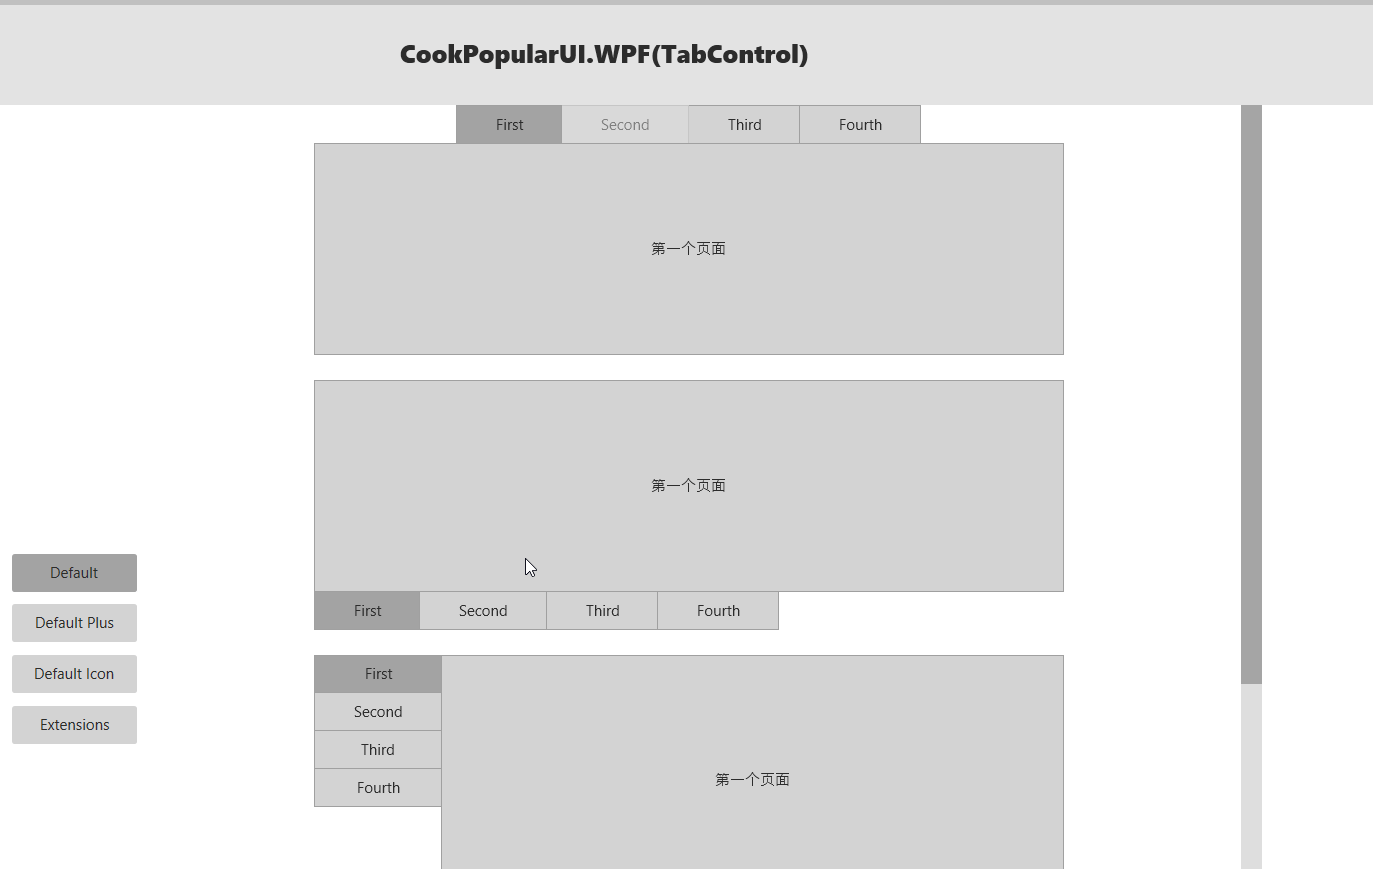 CookPopularUI.WPF(TabControl)
First Second Third Fourth
第一个页面
第一个页面
First Second Third Fourth
First
Second
Third
Fourth
第一个页面
Default
Default Plus
Default Icon
Extensions